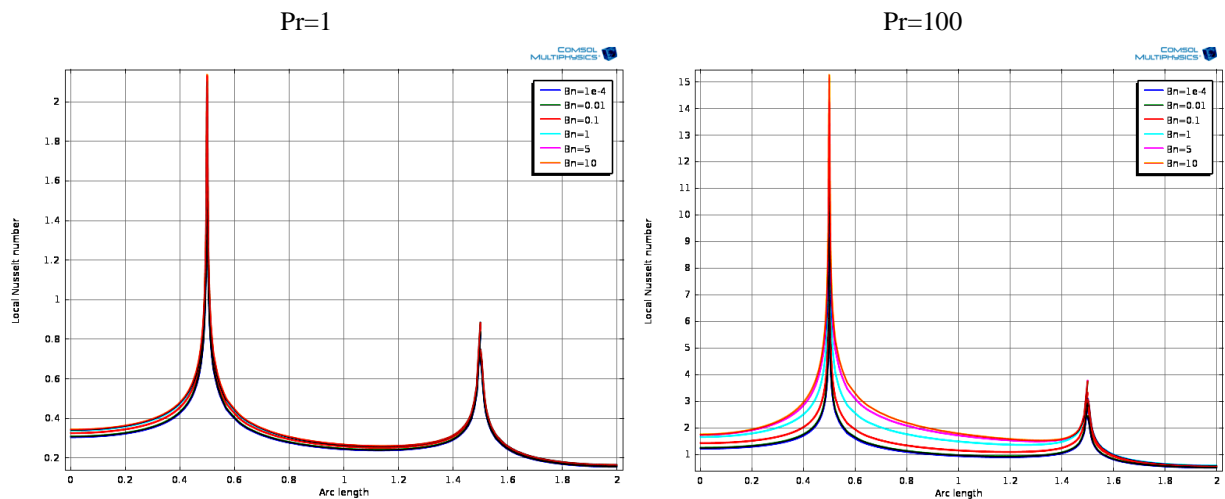 Pr=1
Pr=100
COMSOL
MULTIPHYSICS
Local Nusselt number
2
1.8
1.6
1.4
1.2
1
0.8
0.6
0.4
0.2
0 0.2 0.4 0.6 0.8 1 1.2 1.4 1.6 1.8 2
Arc length
Bn=1e-4
Bn=0.01
Bn=0.1
Bn=1
Bn=5
Bn=10
COMSOL
MULTIPHYSICS
Local Nusselt number
15
14
13
12
11
10
9
8
7
6
5
4
3
2
1
0 0.2 0.4 0.6 0.8 1 1.2 1.4 1.6 1.8 2
Arc length
Bn=1e-4
Bn=0.01
Bn=0.1
Bn=1
Bn=5
Bn=10